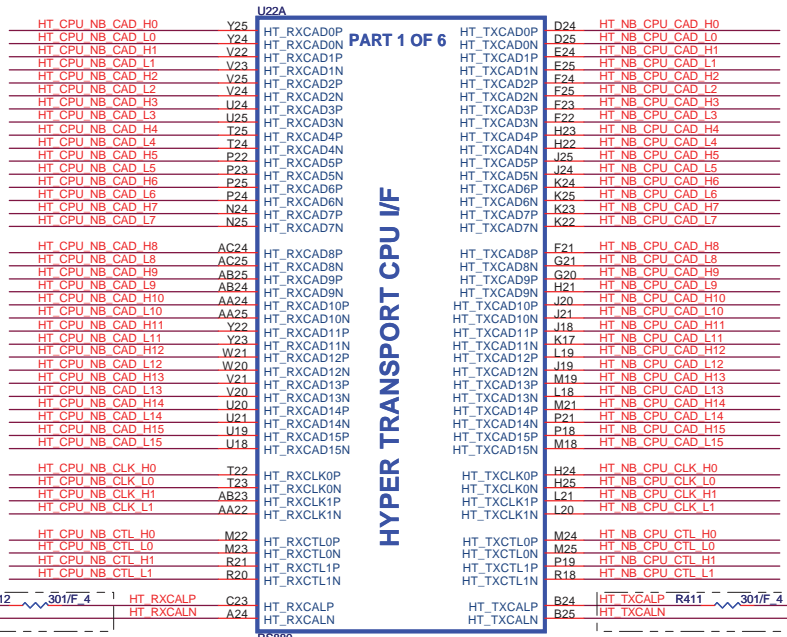 U22A
PART 1 OF 6
HYPER TRANSPORT CPU I/F
HT_CPU_NB_CAD_H0 Y25 HT_RXCAD0P HT_TXCAD0P D24 HT_NB_CPU_CAD_H0
HT_CPU_NB_CAD_L0 Y24 HT_RXCAD0N HT_TXCAD0N D25 HT_NB_CPU_CAD_L0
HT_CPU_NB_CAD_H1 V22 HT_RXCAD1P HT_TXCAD1P E24 HT_NB_CPU_CAD_H1
HT_CPU_NB_CAD_L1 V23 HT_RXCAD1N HT_TXCAD1N E25 HT_NB_CPU_CAD_L1
HT_CPU_NB_CAD_H2 V25 HT_RXCAD2P HT_TXCAD2P F24 HT_NB_CPU_CAD_H2
HT_CPU_NB_CAD_L2 V24 HT_RXCAD2N HT_TXCAD2N F25 HT_NB_CPU_CAD_L2
HT_CPU_NB_CAD_H3 U24 HT_RXCAD3P HT_TXCAD3P F23 HT_NB_CPU_CAD_H3
HT_CPU_NB_CAD_L3 U25 HT_RXCAD3N HT_TXCAD3N F22 HT_NB_CPU_CAD_L3
HT_CPU_NB_CAD_H4 T25 HT_RXCAD4P HT_TXCAD4P H23 HT_NB_CPU_CAD_H4
HT_CPU_NB_CAD_L4 T24 HT_RXCAD4N HT_TXCAD4N H22 HT_NB_CPU_CAD_L4
HT_CPU_NB_CAD_H5 P22 HT_RXCAD5P HT_TXCAD5P J25 HT_NB_CPU_CAD_H5
HT_CPU_NB_CAD_L5 P23 HT_RXCAD5N HT_TXCAD5N J24 HT_NB_CPU_CAD_L5
HT_CPU_NB_CAD_H6 P25 HT_RXCAD6P HT_TXCAD6P K24 HT_NB_CPU_CAD_H6
HT_CPU_NB_CAD_L6 P24 HT_RXCAD6N HT_TXCAD6N K25 HT_NB_CPU_CAD_L6
HT_CPU_NB_CAD_H7 N24 HT_RXCAD7P HT_TXCAD7P K23 HT_NB_CPU_CAD_H7
HT_CPU_NB_CAD_L7 N25 HT_RXCAD7N HT_TXCAD7N K22 HT_NB_CPU_CAD_L7
HT_CPU_NB_CAD_H8 AC24 HT_RXCAD8P HT_TXCAD8P F21 HT_NB_CPU_CAD_H8
HT_CPU_NB_CAD_L8 AC25 HT_RXCAD8N HT_TXCAD8N G21 HT_NB_CPU_CAD_L8
HT_CPU_NB_CAD_H9 AB25 HT_RXCAD9P HT_TXCAD9P G20 HT_NB_CPU_CAD_H9
HT_CPU_NB_CAD_L9 AB24 HT_RXCAD9N HT_TXCAD9N H21 HT_NB_CPU_CAD_L9
HT_CPU_NB_CAD_H10 AA24 HT_RXCAD10P HT_TXCAD10P J20 HT_NB_CPU_CAD_H10
HT_CPU_NB_CAD_L10 AA25 HT_RXCAD10N HT_TXCAD10N J21 HT_NB_CPU_CAD_L10
HT_CPU_NB_CAD_H11 Y22 HT_RXCAD11P HT_TXCAD11P J18 HT_NB_CPU_CAD_H11
HT_CPU_NB_CAD_L11 Y23 HT_RXCAD11N HT_TXCAD11N K17 HT_NB_CPU_CAD_L11
HT_CPU_NB_CAD_H12 W21 HT_RXCAD12P HT_TXCAD12P L19 HT_NB_CPU_CAD_H12
HT_CPU_NB_CAD_L12 W20 HT_RXCAD12N HT_TXCAD12N J19 HT_NB_CPU_CAD_L12
HT_CPU_NB_CAD_H13 V21 HT_RXCAD13P HT_TXCAD13P M19 HT_NB_CPU_CAD_H13
HT_CPU_NB_CAD_L13 V20 HT_RXCAD13N HT_TXCAD13N L18 HT_NB_CPU_CAD_L13
HT_CPU_NB_CAD_H14 U20 HT_RXCAD14P HT_TXCAD14P M21 HT_NB_CPU_CAD_H14
HT_CPU_NB_CAD_L14 U21 HT_RXCAD14N HT_TXCAD14N P21 HT_NB_CPU_CAD_L14
HT_CPU_NB_CAD_H15 U19 HT_RXCAD15P HT_TXCAD15P P18 HT_NB_CPU_CAD_H15
HT_CPU_NB_CAD_L15 U18 HT_RXCAD15N HT_TXCAD15N M18 HT_NB_CPU_CAD_L15
HT_CPU_NB_CLK_H0 T22 HT_RXCLK0P HT_TXCLK0P H24 HT_NB_CPU_CLK_H0
HT_CPU_NB_CLK_L0 T23 HT_RXCLK0N HT_TXCLK0N H25 HT_NB_CPU_CLK_L0
HT_CPU_NB_CLK_H1 AB23 HT_RXCLK1P HT_TXCLK1P L21 HT_NB_CPU_CLK_H1
HT_CPU_NB_CLK_L1 AA22 HT_RXCLK1N HT_TXCLK1N L20 HT_NB_CPU_CLK_L1
HT_CPU_NB_CTL_H0 M22 HT_RXCTL0P HT_TXCTL0P M24 HT_NB_CPU_CTL_H0
HT_CPU_NB_CTL_L0 M23 HT_RXCTL0N HT_TXCTL0N M25 HT_NB_CPU_CTL_L0
HT_CPU_NB_CTL_H1 R21 HT_RXCTL1P HT_TXCTL1P P19 HT_NB_CPU_CTL_H1
HT_CPU_NB_CTL_L1 R20 HT_RXCTL1N HT_TXCTL1N R18 HT_NB_CPU_CTL_L1
12 301/F_4 HT_RXCALP C23 HT_RXCALP HT_TXCALP B24 HT_TXCALP R411 301/F_4
HT_RXCALN A24 HT_RXCALN HT_TXCALN B25 HT_TXCALN